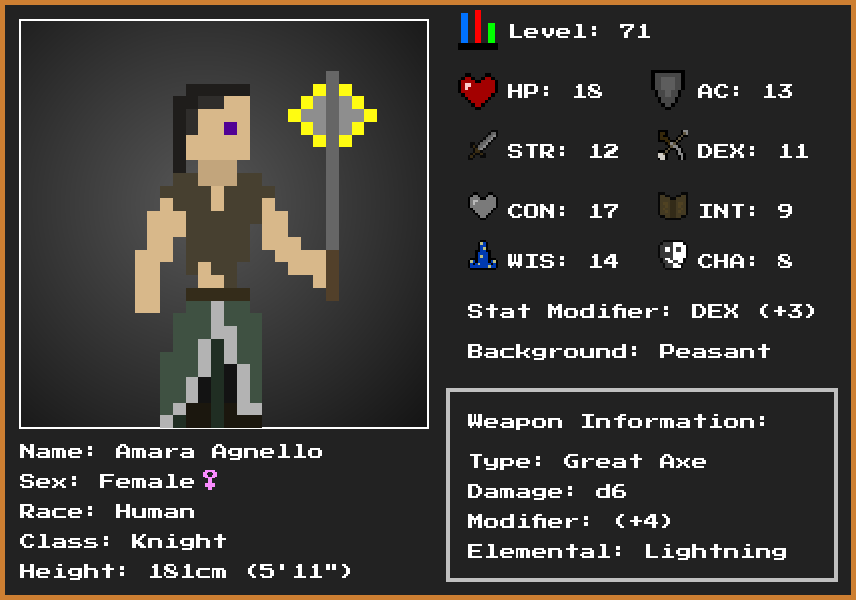 Level: 71
HP: 18 AC: 13
STR: 12 DEX: 11
CON: 17 INT: 9
WIS: 14 CHA: 8
Stat Modifier: DEX (+3)
Background: Peasant
Weapon Information:
Type: Great Axe
Damage: d6
Modifier: (+4)
Elemental: Lightning
Name: Amara Agnello
Sex: Female♀
Race: Human
Class: Knight
Height: 181cm (5'11")